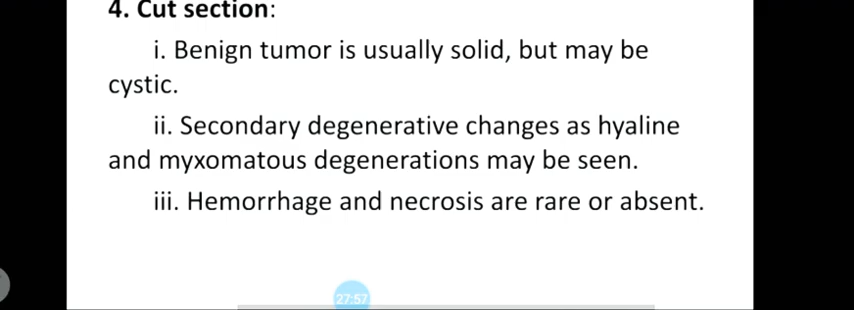 4. Cut section:
i. Benign tumor is usually solid, but may be
cystic.
ii. Secondary degenerative changes as hyaline
and myxomatous degenerations may be seen.
iii. Hemorrhage and necrosis are rare or absent.
27:57